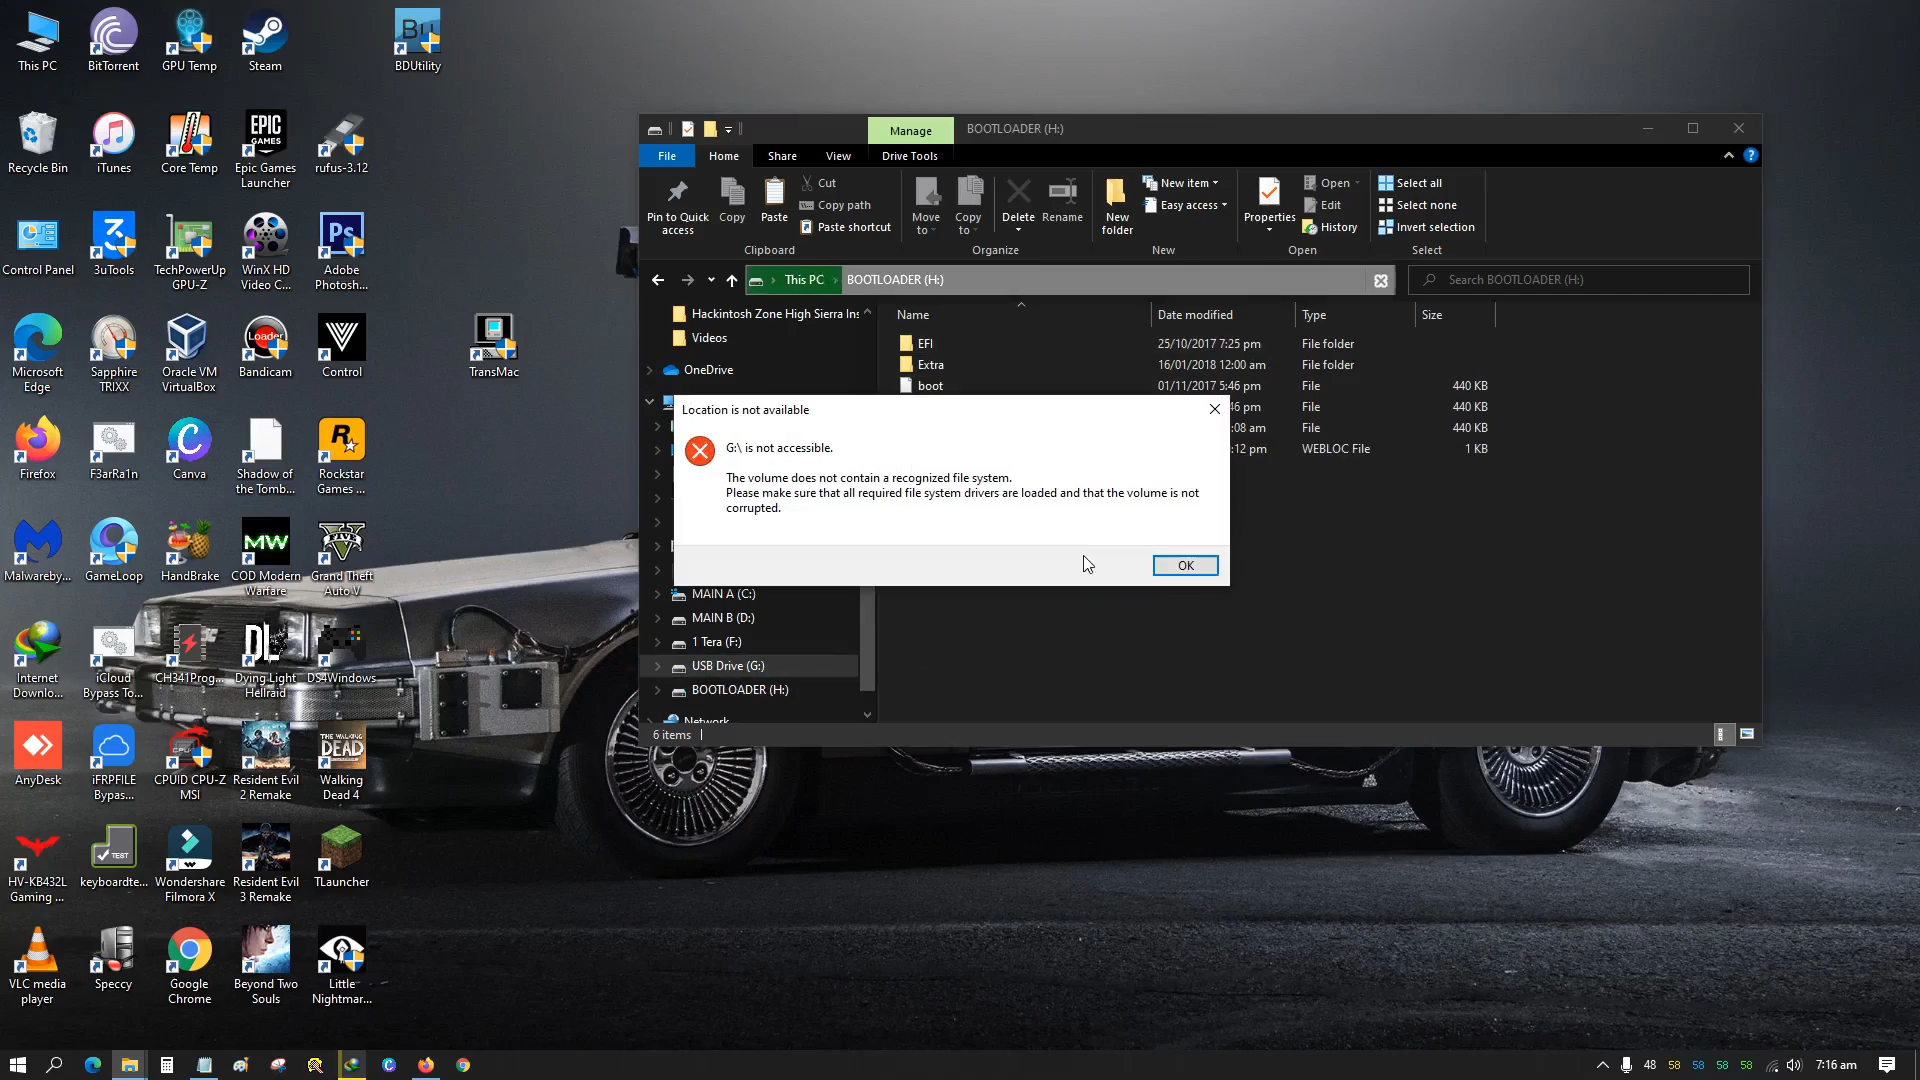 This PC
BitTorrent
GPU Temp
Steam
BDUtility
Recycle Bin
iTunes
Core Temp
Epic Games
Launcher
rufus-3.12
Control Panel
3uTools
TechPowerUp
GPU-Z
WinX HD
Video C...
Adobe
Photosh...
Microsoft
Edge
Sapphire
TRIXX
Oracle VM
VirtualBox
Bandicam
Control
TransMac
Firefox
F3arRa1n
Canva
Shadow of
the Tomb...
Rockstar
Games ...
Malwareby...
GameLoop
HandBrake
COD Modern
Warfare
Grand Theft
Auto V
Internet
Downlo...
iCloud
Bypass To...
CH341Prog...
Dying Light
Hellraid
DS4Windows
AnyDesk
iFRPFILE
Bypas...
CPUID CPU-Z
MSI
Resident Evil
2 Remake
Walking
Dead 4
HV-KB432L
Gaming ...
keyboardte...
Wondershare
Filmora X
Resident Evil
3 Remake
TLauncher
VLC media
player
Speccy
Google
Chrome
Beyond Two
Souls
Little
Nightmar...
Manage
BOOTLOADER (H:)
File
Home
Share
View
Drive Tools
Pin to Quick
access
Copy
Paste
Cut
Copy path
Paste shortcut
Clipboard
Move
to
Copy
to
Delete
Rename
Organize
New
folder
New item
Easy access
New
Properties
Open
Edit
History
Open
Select all
Select none
Invert selection
Select
This PC
BOOTLOADER (H:)
Search BOOTLOADER (H:)
Hackintosh Zone High Sierra Ins
Videos
OneDrive
MAIN A (C:)
MAIN B (D:)
1 Tera (F:)
USB Drive (G:)
BOOTLOADER (H:)
Network
Name
Date modified
Type
Size
EFI
25/10/2017 7:25 pm
File folder
Extra
16/01/2018 12:00 am
File folder
boot
01/11/2017 5:46 pm
File
440 KB
46 pm
File
440 KB
:08 am
File
440 KB
:12 pm
WEBLOC File
1 KB
Location is not available
G:\ is not accessible.
The volume does not contain a recognized file system.
Please make sure that all required file system drivers are loaded and that the volume is not
corrupted.
OK
6 items
48
58
58
58
58
7:16 am